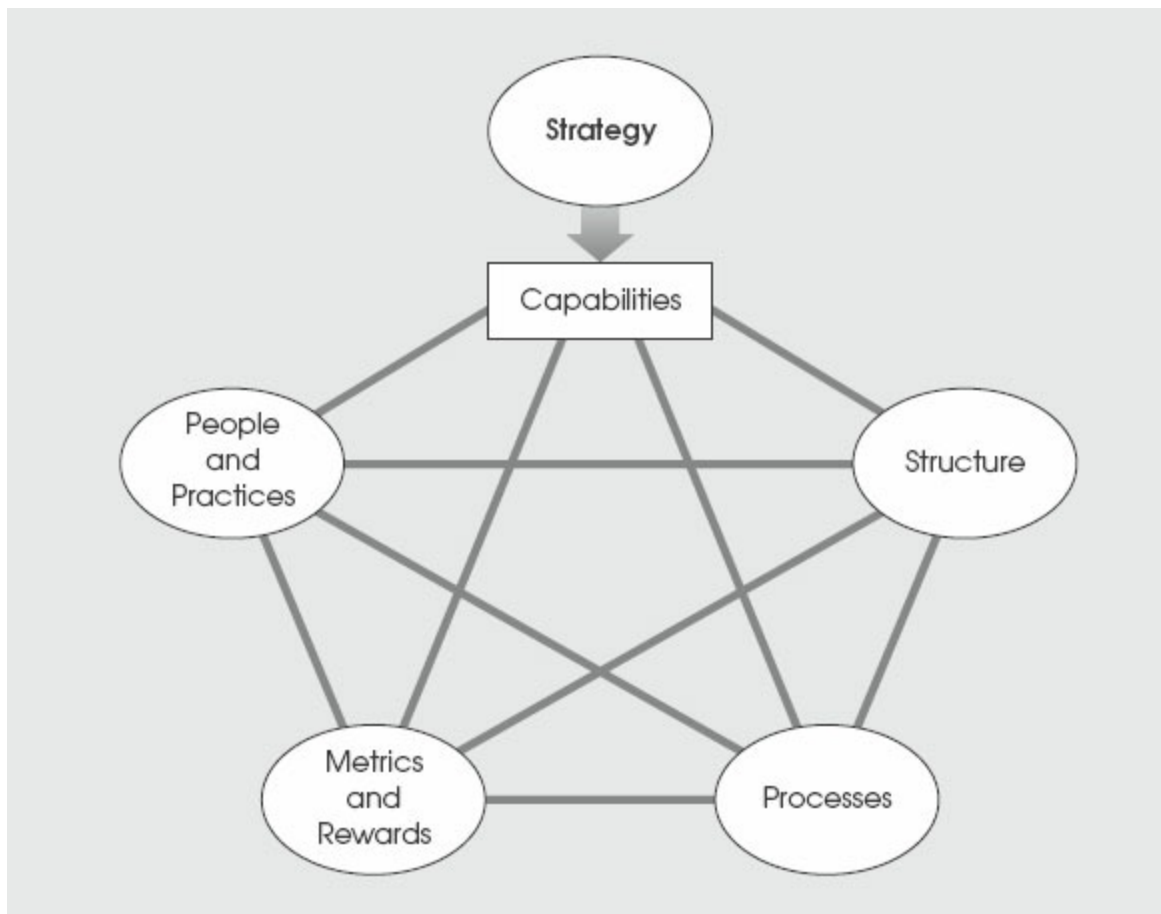 Strategy
Capabilities
People
and
Practices
Structure
Metrics
and
Rewards
Processes